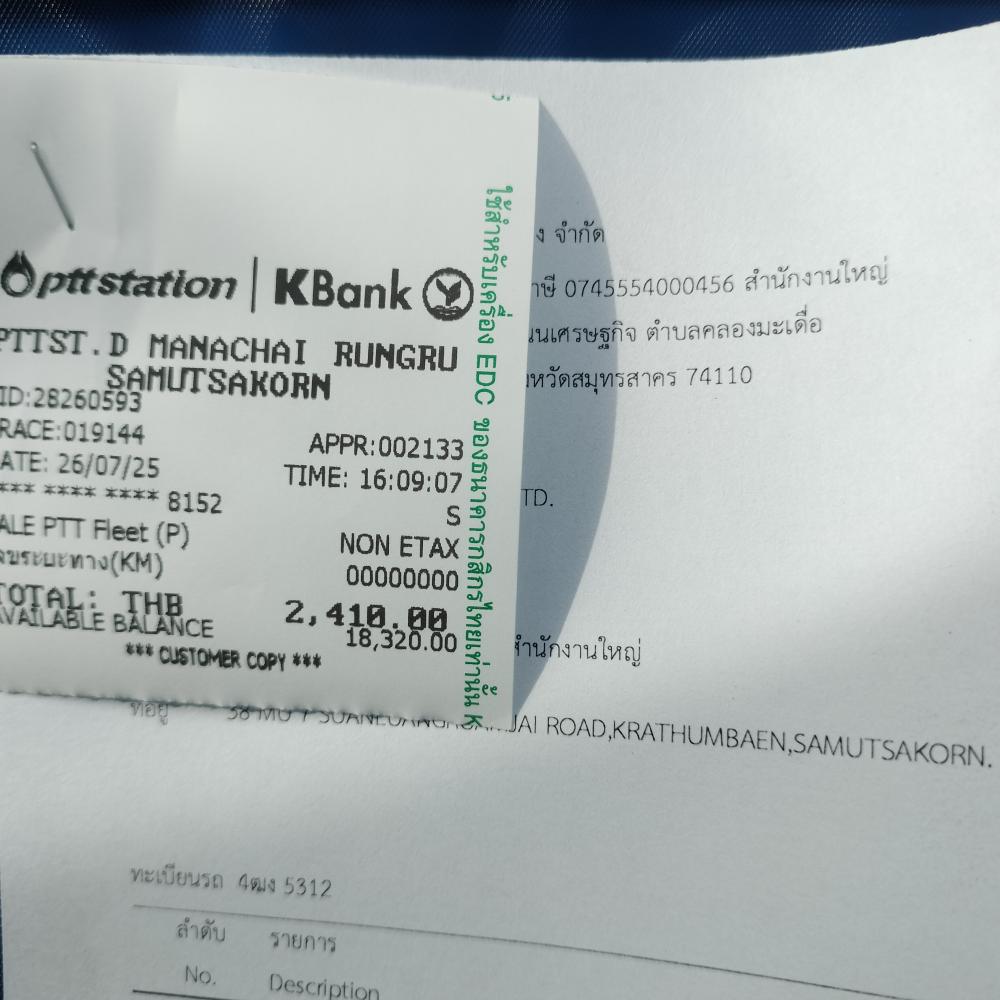 pttstation | KBank
PTTST.D MANACHAI RUNGRU
SAMUTSAKORN
ID:28260593
RACE:019144 APPR:002133
ATE: 26/07/25 TIME: 16:09:07
*** **** **** 8152 S
ALE PTT Fleet (P) NON ETAX
ขระยะทาง(KM) 00000000
TOTAL: THB 2,410.00
AVAILABLE BALANCE 18,320.00
*** CUSTOMER COPY ***
ใช้สำหรับเครื่อง EDC ของธนาคารกสิกรไทยเท่านั้น K
ง จำกัด
าษี 0745554000456 สำนักงานใหญ่
นนเศรษฐกิจ ตำบลคลองมะเดื่อ
งหวัดสมุทรสาคร 74110
TD.
สำนักงานใหญ่
ที่อยู่ 58 MU 7 JAI ROAD,KRATHUMBAEN,SAMUTSAKORN.
ทะเบียนรถ 4ฒง 5312
ลำดับ รายการ
No. Description